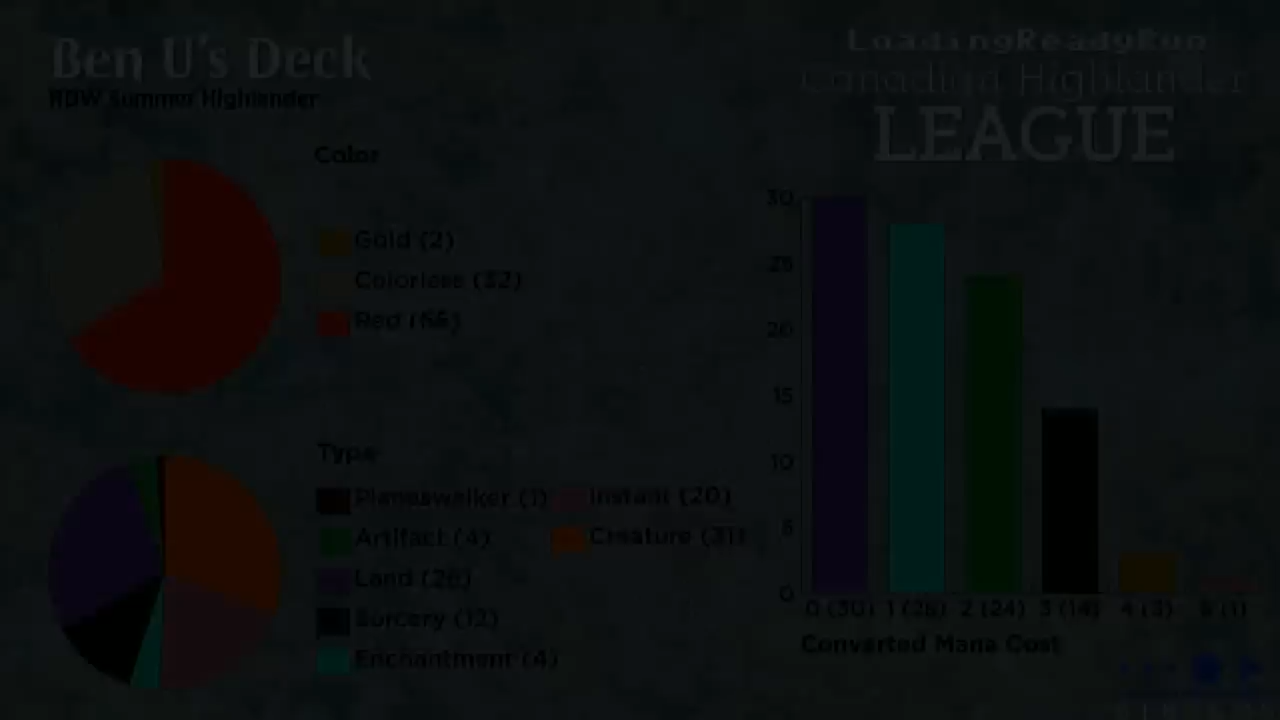 Ben U's Deck
RDW Summer Highlander
LoadingReadyRun
Canadian Highlander
LEAGUE
Color
Gold (2)
Colorless (32)
Red (66)
Type
Planeswalker (1)
Instant (20)
Artifact (4)
Creature (31)
Land (28)
Sorcery (12)
Enchantment (4)
30
25
20
15
10
5
0
0 (30) 1 (28) 2 (24) 3 (14) 4 (3)
Converted Mana Cost